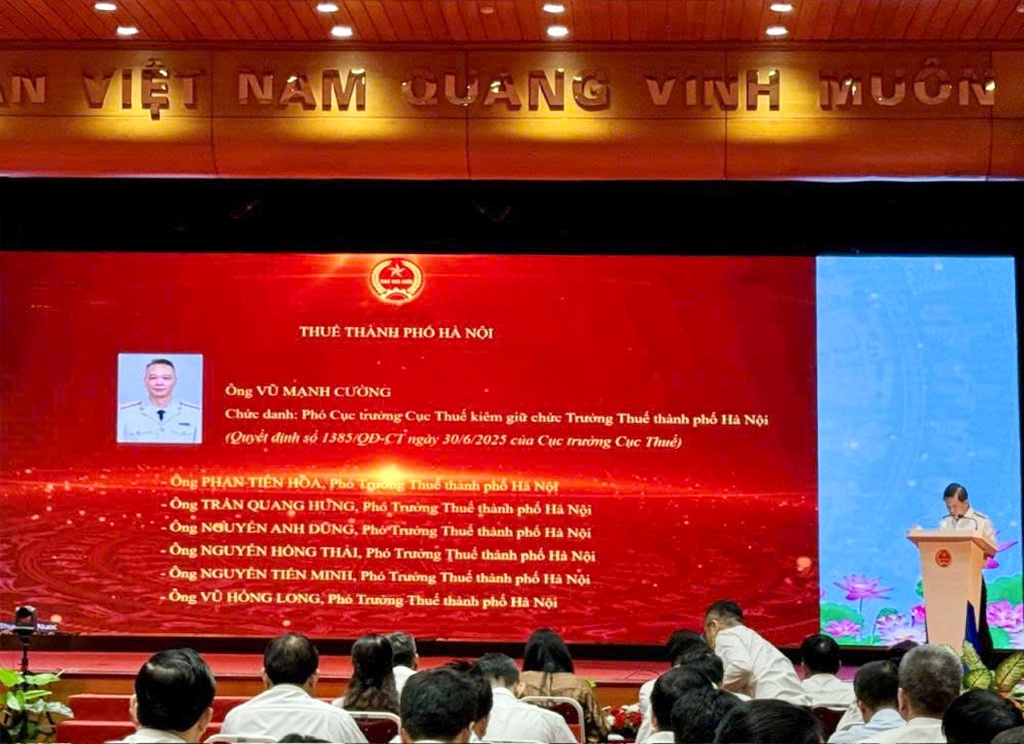 ÂN VIỆT NAM QUANG VINH MUÔN
THUẾ THÀNH PHỐ HÀ NỘI
Ông VŨ MẠNH CƯỜNG
Chức danh: Phó Cục trưởng Cục Thuế kiêm giữ chức Trưởng Thuế thành phố Hà Nội
(Quyết định số 1385/QĐ-CT ngày 30/6/2025 của Cục trưởng Cục Thuế)
- Ông PHAN TIẾN HÒA, Phó Trưởng Thuế thành phố Hà Nội
- Ông TRẦN QUANG HƯNG, Phó Trưởng Thuế thành phố Hà Nội
- Ông NGUYỄN ANH DŨNG, Phó Trưởng Thuế thành phố Hà Nội
- Ông NGUYỄN HỒNG THÁI, Phó Trưởng Thuế thành phố Hà Nội
- Ông NGUYỄN TIẾN MINH, Phó Trưởng Thuế thành phố Hà Nội
- Ông VŨ HỒNG LONG, Phó Trưởng Thuế thành phố Hà Nội